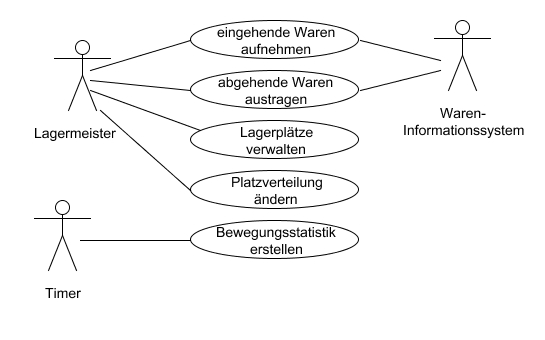 eingehende Waren
aufnehmen
abgehende Waren
austragen
Waren-
Informationssystem
Lagermeister
Lagerplätze
verwalten
Platzverteilung
ändern
Bewegungsstatistik
erstellen
Timer